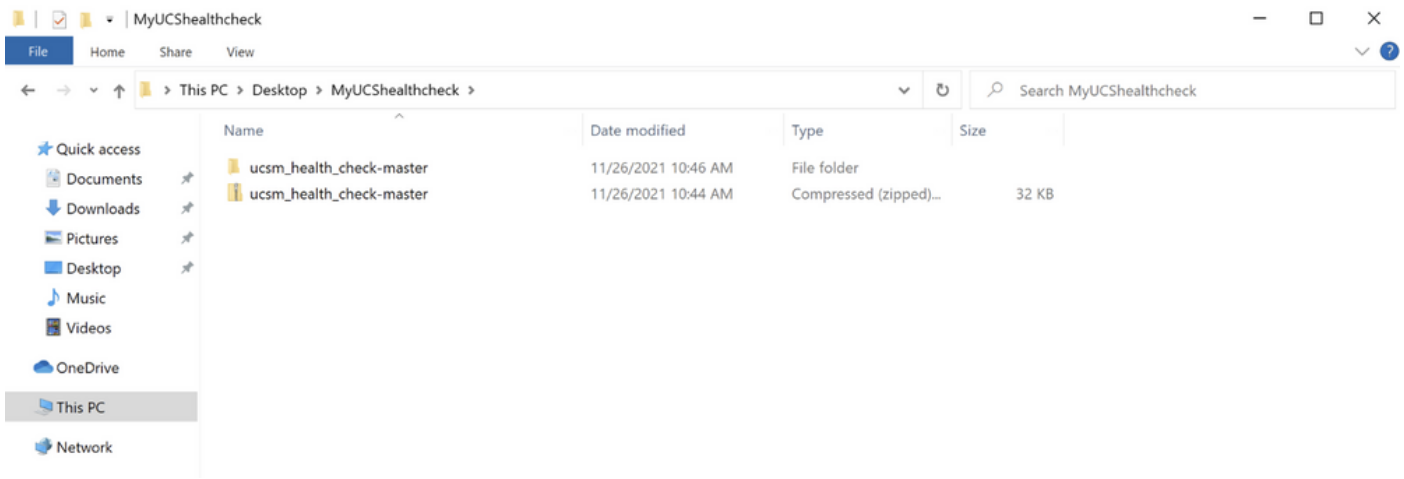 MyUCShealthcheck
File Home Share View
This PC > Desktop > MyUCShealthcheck > Search MyUCShealthcheck
Name Date modified Type Size
Quick access
ucsm_health_check-master 11/26/2021 10:46 AM File folder
Documents
ucsm_health_check-master 11/26/2021 10:44 AM Compressed (zipped)... 32 KB
Downloads
Pictures
Desktop
Music
Videos
OneDrive
This PC
Network